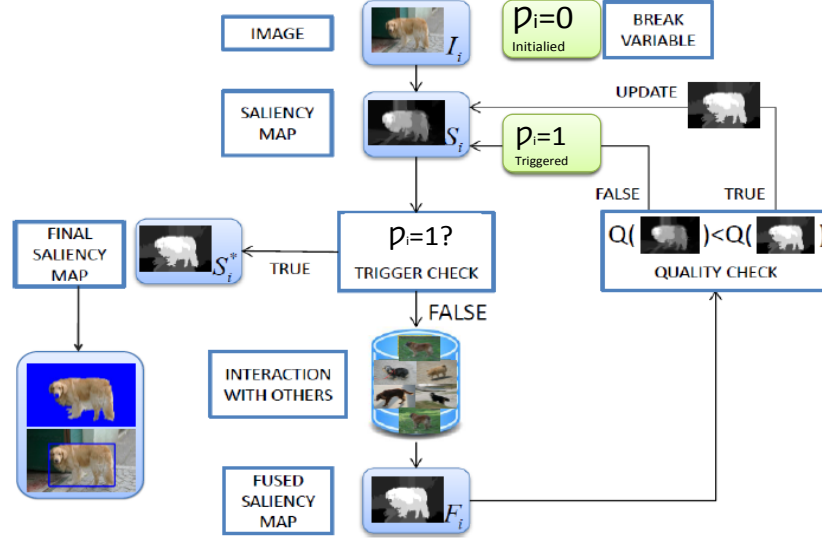 IMAGE
I_i
p_i=0
Initialied
BREAK
VARIABLE
SALIENCY
MAP
S_i
UPDATE
p_i=1
Triggered
FALSE
TRUE
FINAL
SALIENCY
MAP
S_i^*
TRUE
p_i=1?
TRIGGER CHECK
Q( )<Q( )
QUALITY CHECK
FALSE
INTERACTION
WITH OTHERS
FUSED
SALIENCY
MAP
F_i